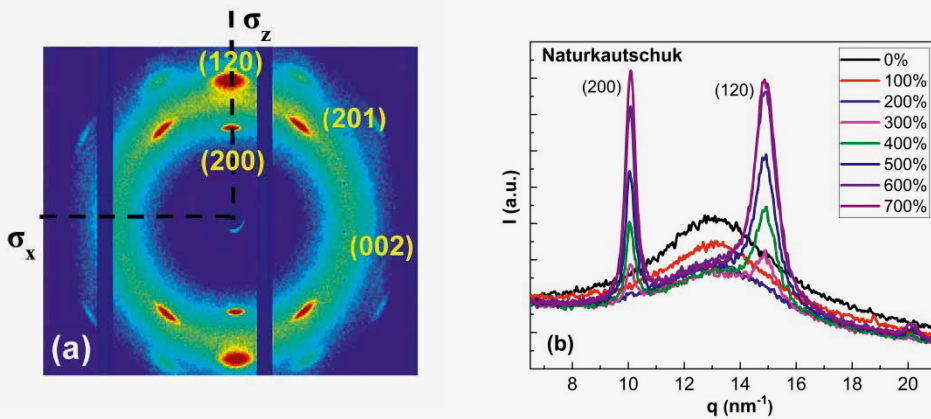 σz
(120)
(201)
(200)
σx
(002)
(a)
Naturkautschuk
(200)
(120)
0%
100%
200%
300%
400%
500%
600%
700%
I (a.u.)
(b)
8 10 12 14 16 18 20
q (nm⁻¹)